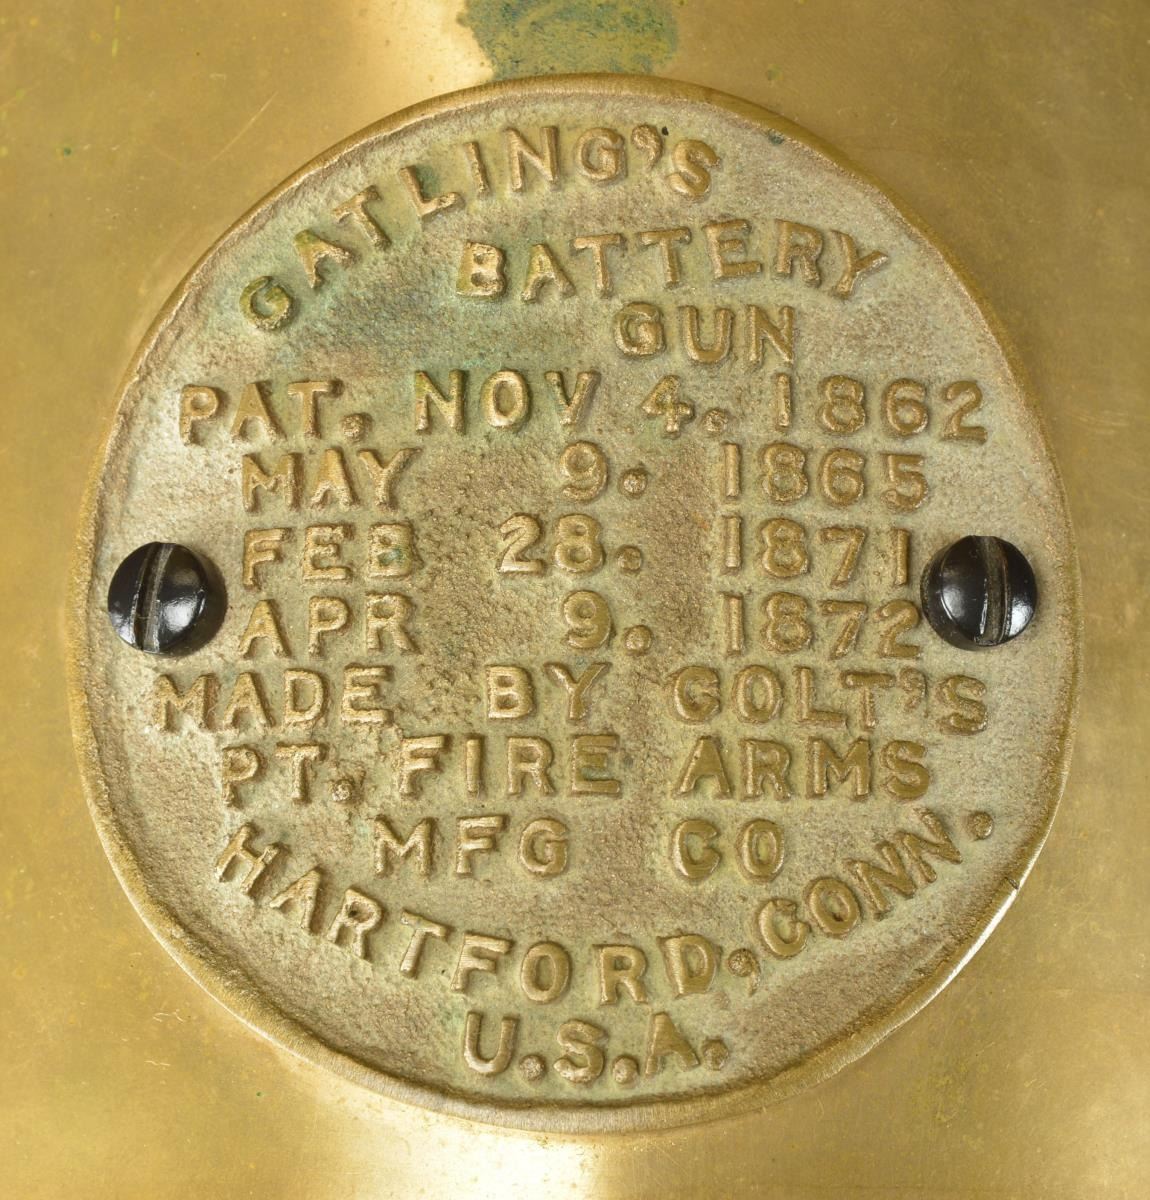 GATLING'S
BATTERY
GUN
PAT. NOV 4. 1862
MAY 9. 1865
FEB 28. 1871
APR 9. 1872
MADE BY COLT'S
PT. FIRE ARMS
MFG CO
HARTFORD, CONN.
U.S.A.